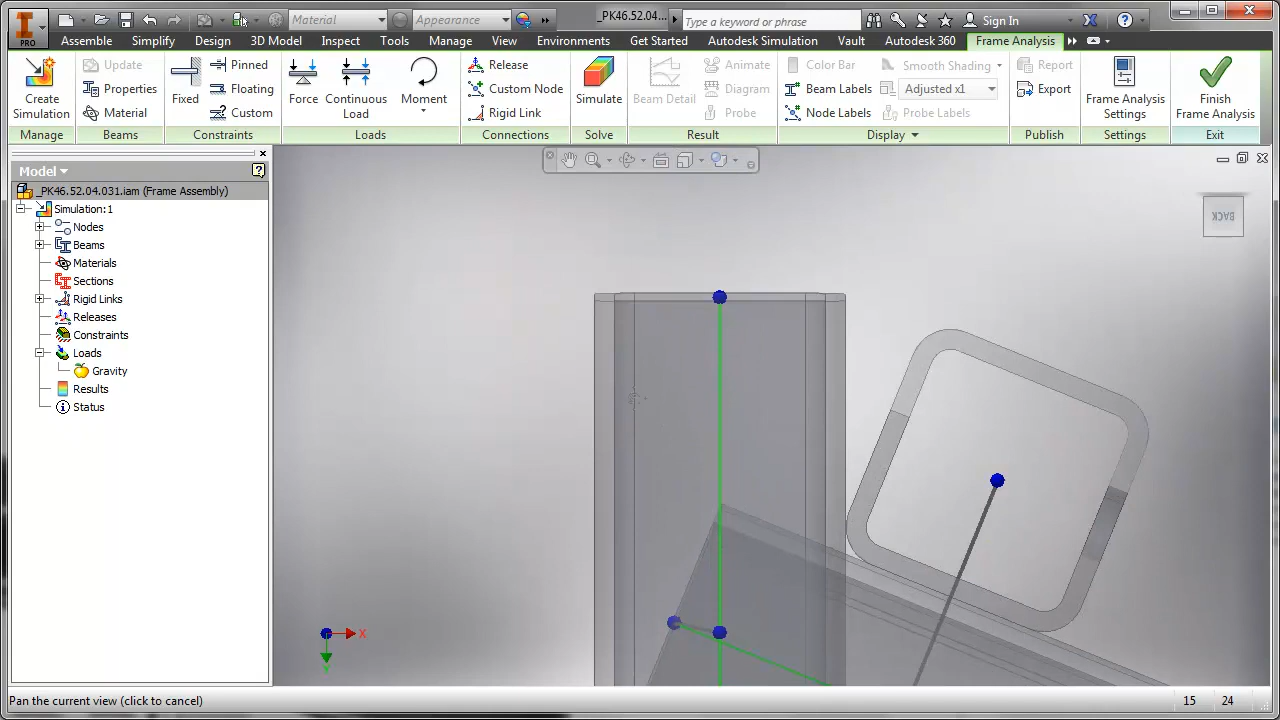 Material
Appearance
_PK46.52.04...
Type a keyword or phrase
Sign In
PRO
Assemble Simplify Design 3D Model Inspect Tools Manage View Environments Get Started Autodesk Simulation Vault Autodesk 360 Frame Analysis
Create Simulation
Update
Properties
Material
Fixed
Pinned
Floating
Custom
Force
Continuous Load
Moment
Release
Custom Node
Rigid Link
Simulate
Beam Detail
Animate
Diagram
Probe
Color Bar
Beam Labels
Node Labels
Smooth Shading
Adjusted x1
Probe Labels
Report
Export
Frame Analysis Settings
Finish Frame Analysis
Manage Beams Constraints Loads Connections Solve Result Display Publish Settings Exit
Model
_PK46.52.04.031.iam (Frame Assembly)
Simulation:1
Nodes
Beams
Materials
Sections
Rigid Links
Releases
Constraints
Loads
Gravity
Results
Status
BACK
X
Y
Pan the current view (click to cancel)
15 24